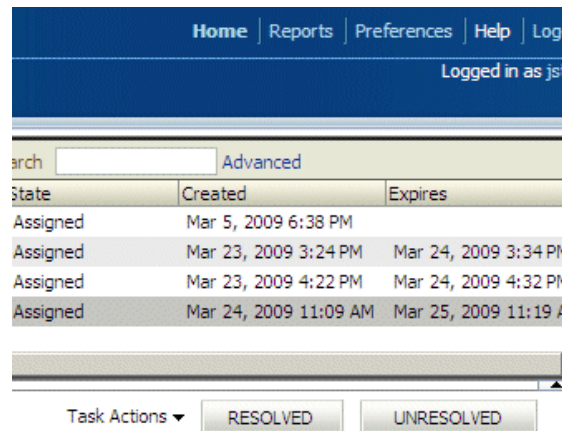 Home | Reports | Preferences | Help | Log
Logged in as jst
arch Advanced
State Created Expires
Assigned Mar 5, 2009 6:38 PM
Assigned Mar 23, 2009 3:24 PM Mar 24, 2009 3:34 PM
Assigned Mar 23, 2009 4:22 PM Mar 24, 2009 4:32 PM
Assigned Mar 24, 2009 11:09 AM Mar 25, 2009 11:19 A
Task Actions RESOLVED UNRESOLVED